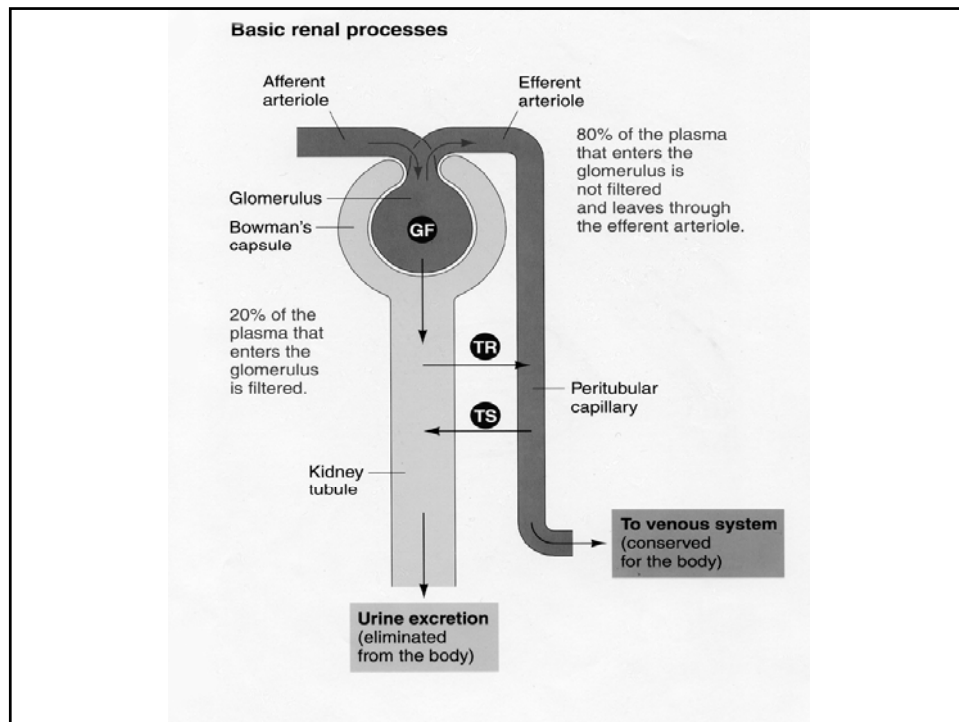 Basic renal processes
Afferent
arteriole
Efferent
arteriole
80% of the plasma
that enters the
glomerulus is
not filtered
and leaves through
the efferent arteriole.
Glomerulus
Bowman's
capsule
GF
20% of the
plasma that
enters the
glomerulus
is filtered.
TR
Peritubular
capillary
TS
Kidney
tubule
To venous system
(conserved
for the body)
Urine excretion
(eliminated
from the body)